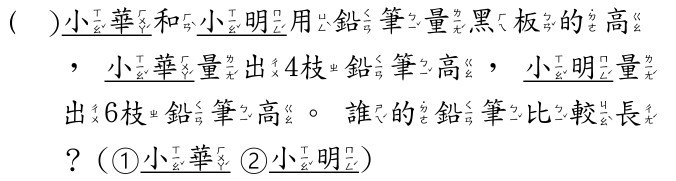 (　)小華和小明用鉛筆量黑板的高
，小華量出4枝鉛筆高，小明量
出6枝鉛筆高。誰的鉛筆比較長
？(①小華 ②小明)